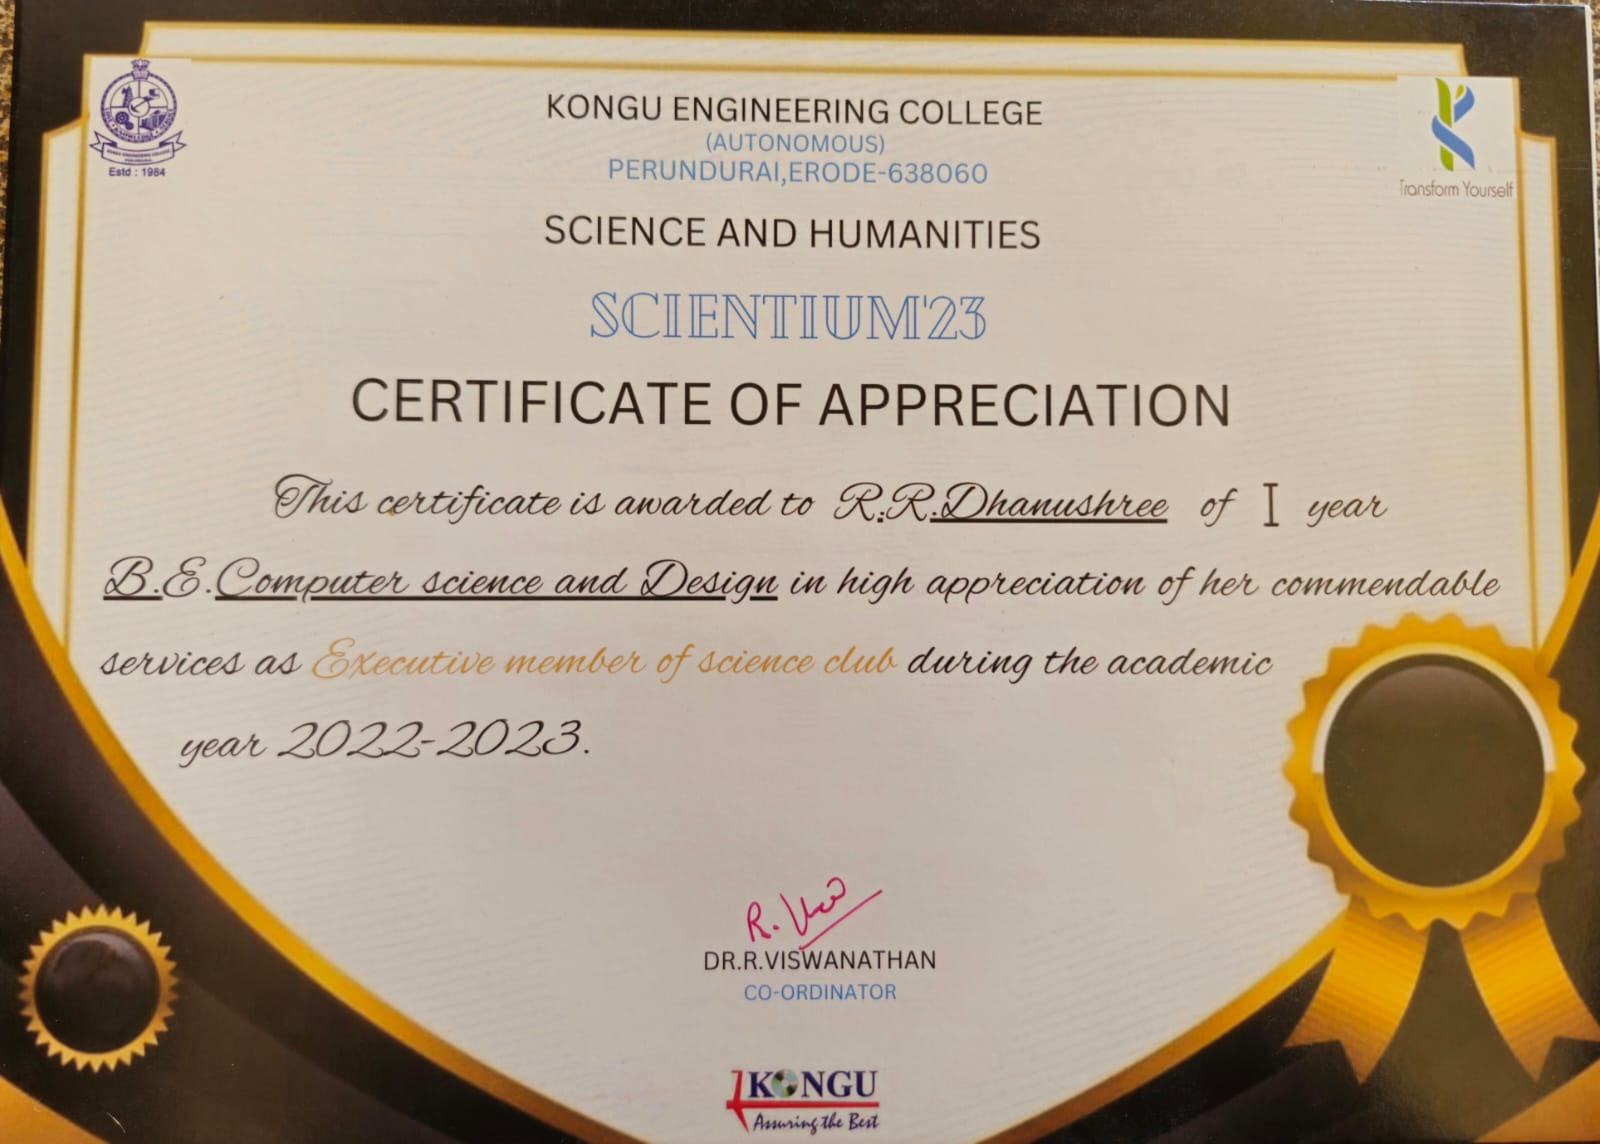 KONGU ENGINEERING COLLEGE
(AUTONOMOUS)
PERUNDURAI,ERODE-638060
Estd : 1984
Transform Yourself
SCIENCE AND HUMANITIES
SCIENTIUM'23
CERTIFICATE OF APPRECIATION
This certificate is awarded to R.R.Dhanushree of I year
B.E.Computer science and Design in high appreciation of her commendable
services as Executive member of science club during the academic
year 2022-2023.
R.
DR.R.VISWANATHAN
CO-ORDINATOR
KONGU
Assuring the Best